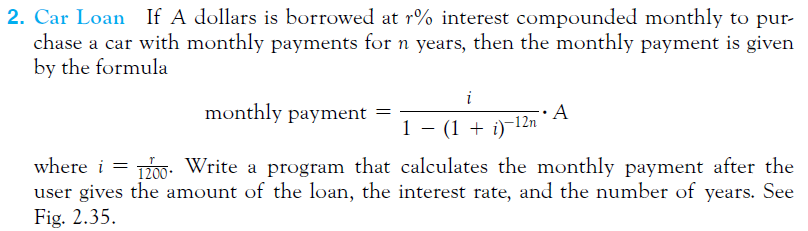 2. Car Loan If A dollars is borrowed at r% interest compounded monthly to pur-
chase a car with monthly payments for n years, then the monthly payment is given
by the formula
monthly payment = i / (1 − (1 + i)^−12n) · A
where i = r/1200. Write a program that calculates the monthly payment after the
user gives the amount of the loan, the interest rate, and the number of years. See
Fig. 2.35.